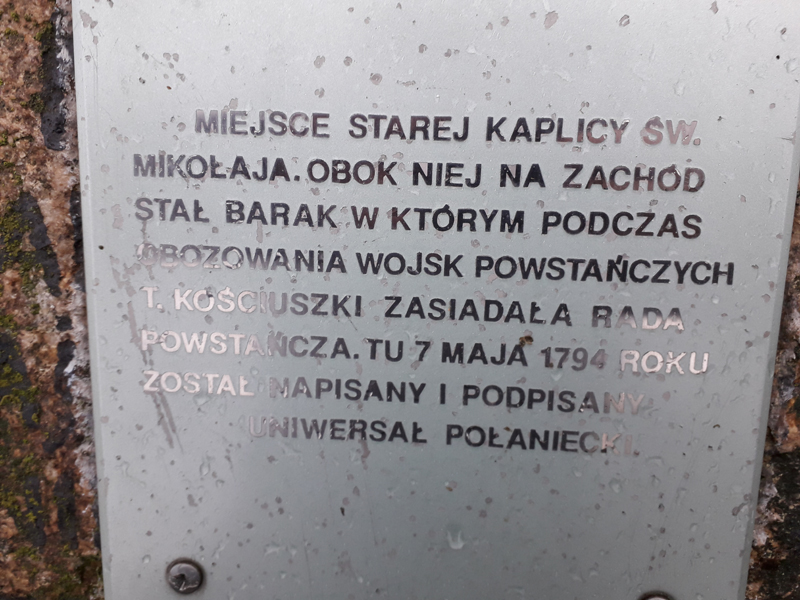 MIEJSCE STAREJ KAPLICY ŚW.
MIKOŁAJA. OBOK NIEJ NA ZACHÓD
STAŁ BARAK W KTÓRYM PODCZAS
OBOZOWANIA WOJSK POWSTAŃCZYCH
T. KOŚCIUSZKI ZASIADAŁA RADA
POWSTAŃCZA. TU 7 MAJA 1794 ROKU
ZOSTAŁ NAPISANY I PODPISANY
UNIWERSAŁ POŁANIECKI.